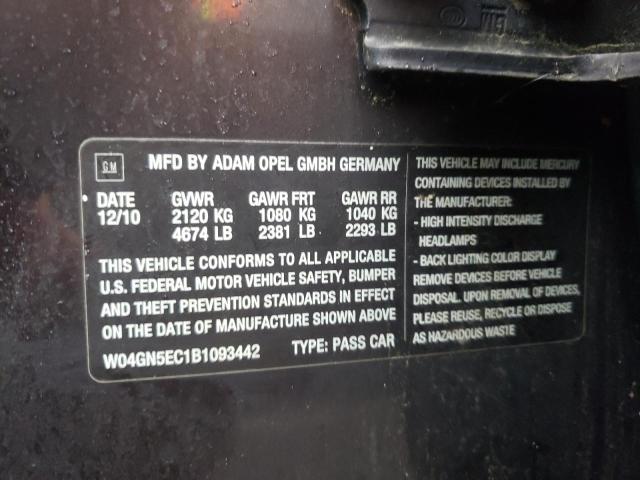 GM
MFD BY ADAM OPEL GMBH GERMANY
DATE GVWR GAWR FRT GAWR RR
12/10 2120 KG 1080 KG 1040 KG
4674 LB 2381 LB 2293 LB
THIS VEHICLE CONFORMS TO ALL APPLICABLE
U.S. FEDERAL MOTOR VEHICLE SAFETY, BUMPER
AND THEFT PREVENTION STANDARDS IN EFFECT
ON THE DATE OF MANUFACTURE SHOWN ABOVE
W04GN5EC1B1093442 TYPE: PASS CAR
THIS VEHICLE MAY INCLUDE MERCURY
CONTAINING DEVICES INSTALLED BY
THE MANUFACTURER:
- HIGH INTENSITY DISCHARGE
HEADLAMPS
- BACK LIGHTING COLOR DISPLAY
REMOVE DEVICES BEFORE VEHICLE
DISPOSAL. UPON REMOVAL OF DEVICES,
PLEASE REUSE, RECYCLE OR DISPOSE
AS HAZARDOUS WASTE